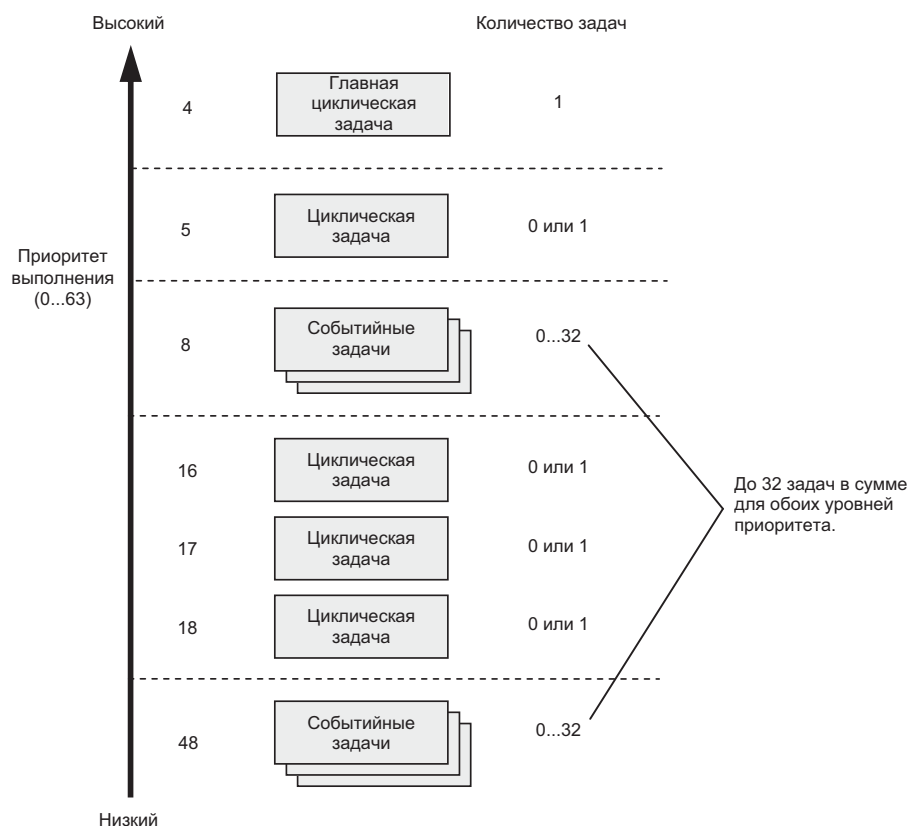 Высокий
Количество задач
4
Главная
циклическая
задача
1
5
Циклическая
задача
0 или 1
Приоритет
выполнения
(0...63)
8
Событийные
задачи
0...32
16
Циклическая
задача
0 или 1
До 32 задач в сумме
для обоих уровней
приоритета.
17
Циклическая
задача
0 или 1
18
Циклическая
задача
0 или 1
48
Событийные
задачи
0...32
Низкий